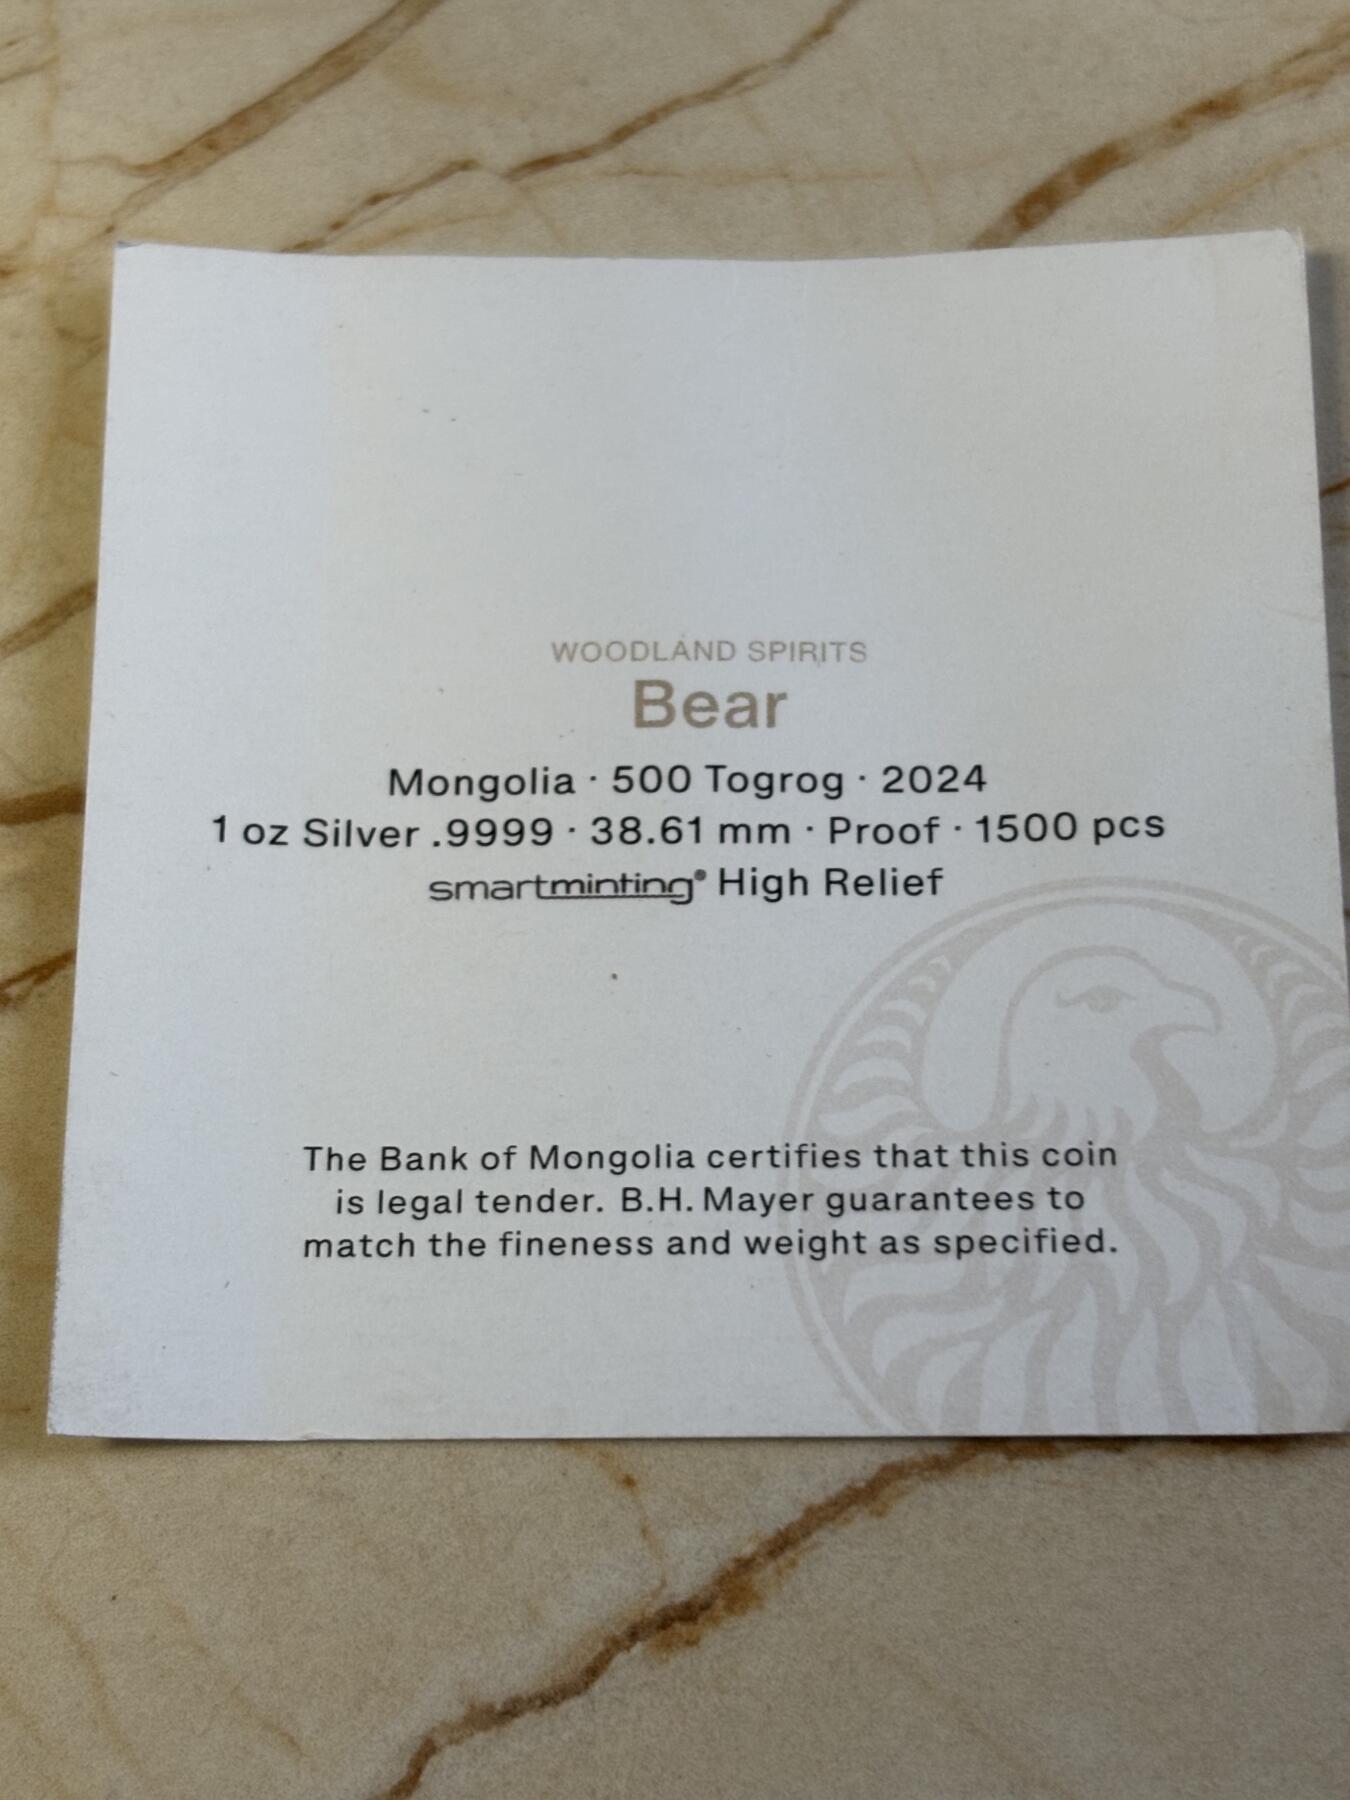 WOODLAND SPIRITS
Bear
Mongolia · 500 Togrog · 2024
1 oz Silver .9999 · 38.61 mm · Proof · 1500 pcs
smartminting® High Relief
The Bank of Mongolia certifies that this coin
is legal tender. B.H. Mayer guarantees to
match the fineness and weight as specified.